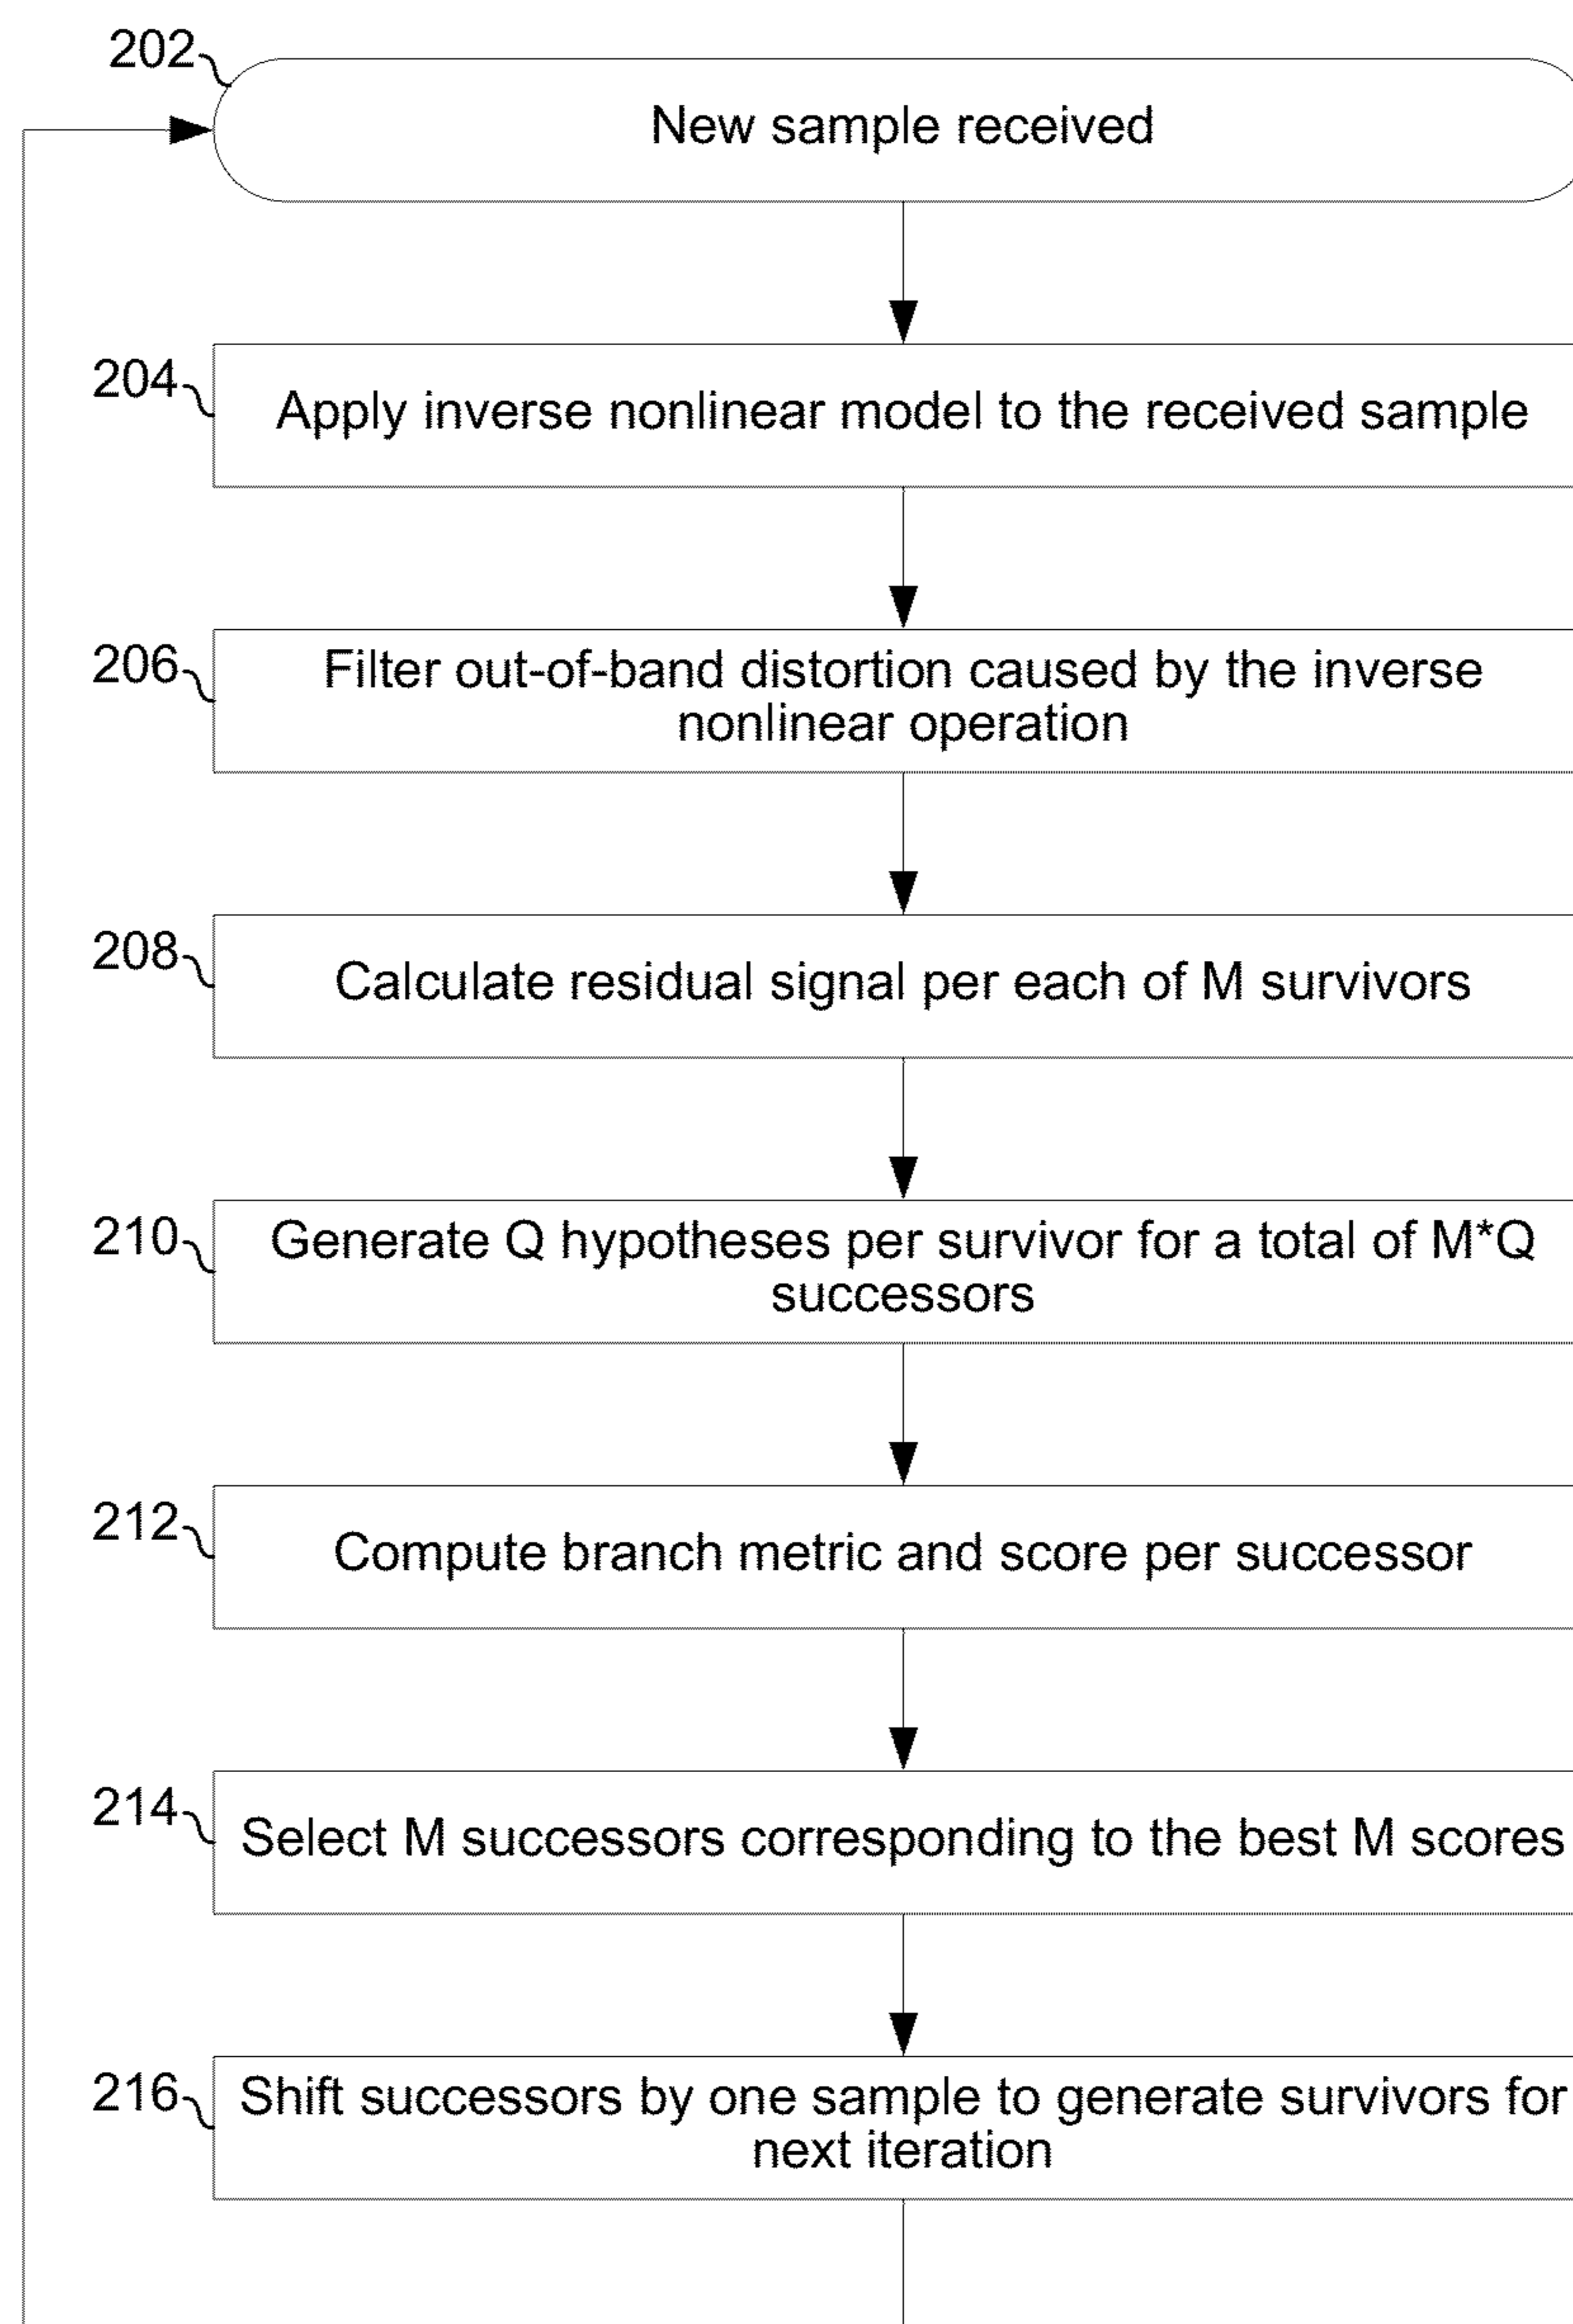 202
New sample received
204
Apply inverse nonlinear model to the received sample
206
Filter out-of-band distortion caused by the inverse
nonlinear operation
208
Calculate residual signal per each of M survivors
210
Generate Q hypotheses per survivor for a total of M*Q
successors
212
Compute branch metric and score per successor
214
Select M successors corresponding to the best M scores
216
Shift successors by one sample to generate survivors for
next iteration